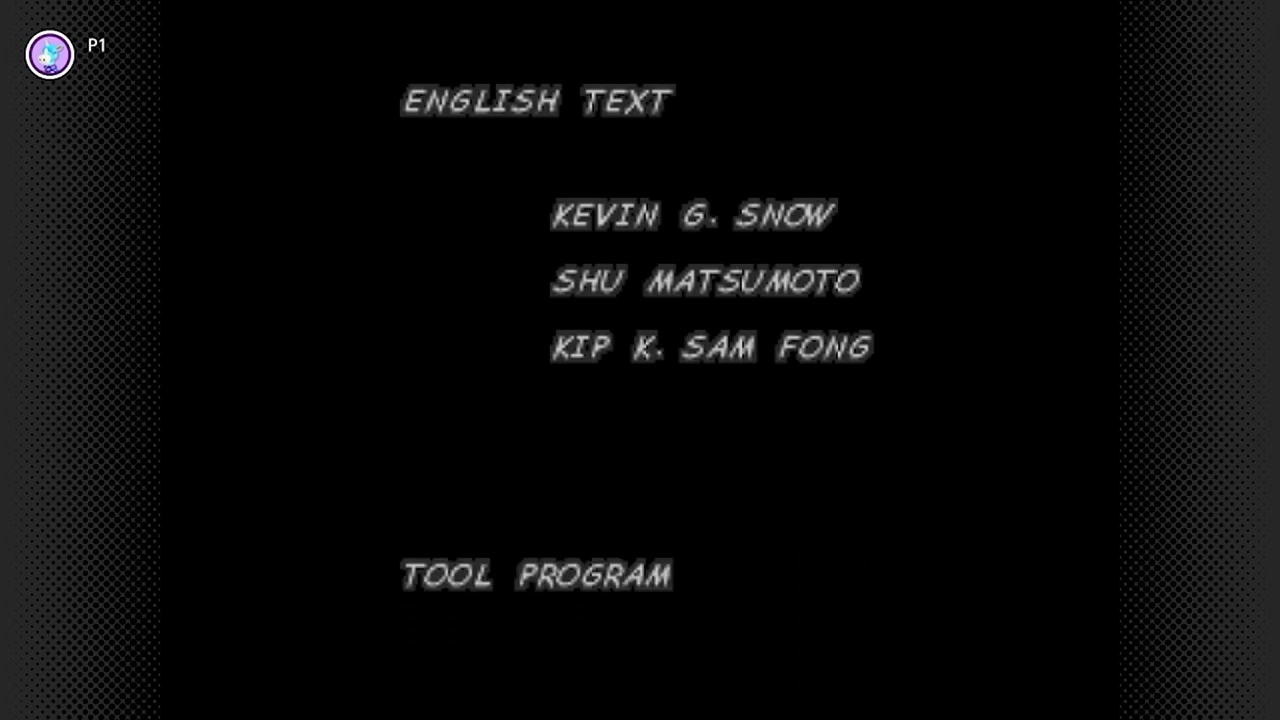 P1
ENGLISH TEXT
KEVIN G. SNOW
SHU MATSUMOTO
KIP K. SAM FONG
TOOL PROGRAM